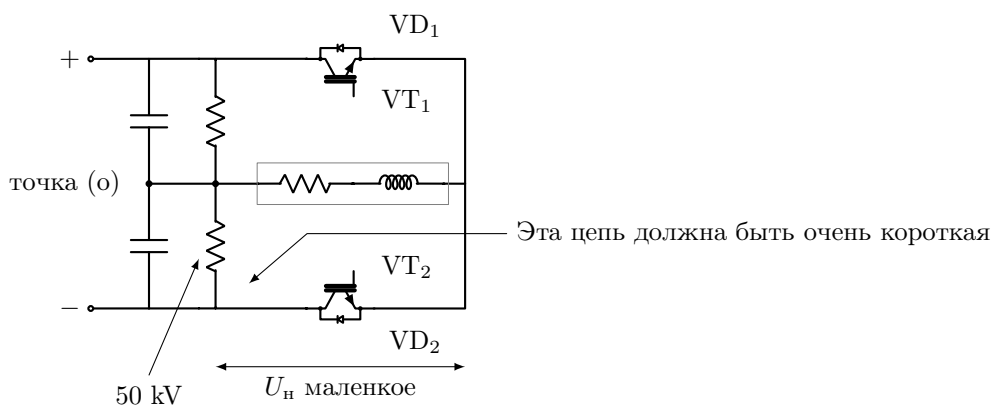 VD₁
+
VT₁
точка (о)
Эта цепь должна быть очень короткая
VT₂
−
VD₂
Uн маленкое
50 kV